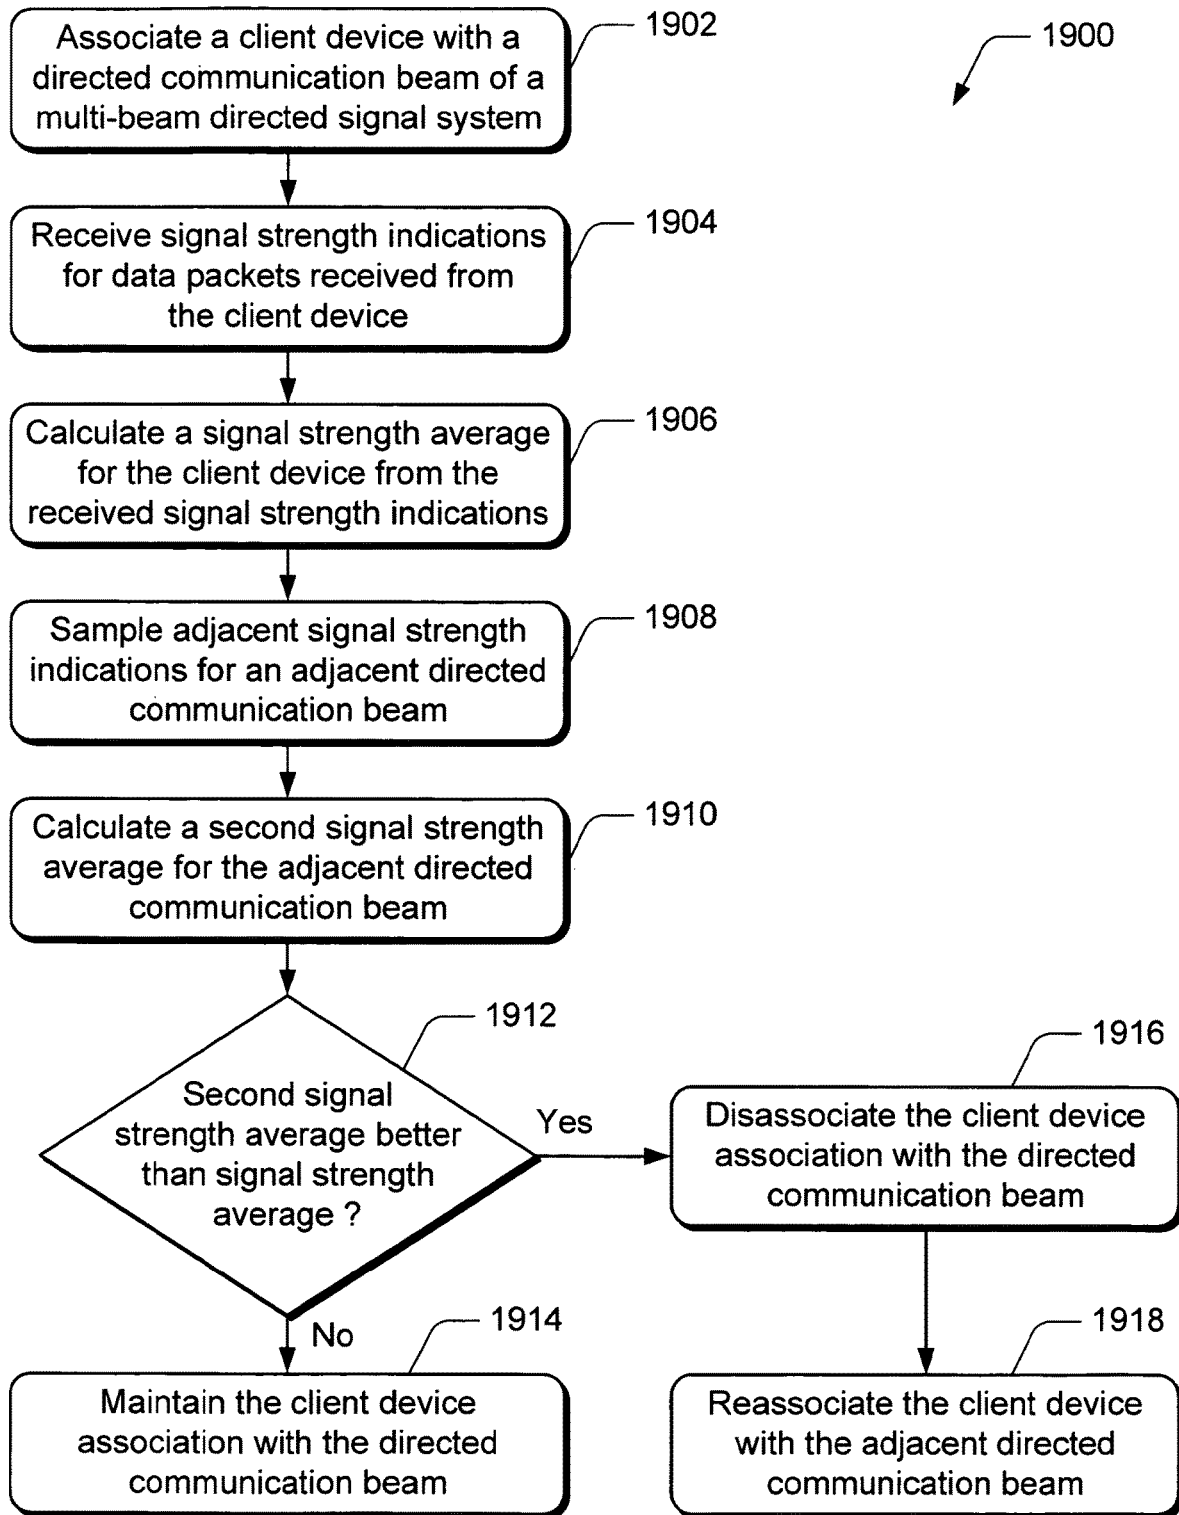 Associate a client device with a
directed communication beam of a
multi-beam directed signal system
1902
1900
Receive signal strength indications
for data packets received from
the client device
1904
Calculate a signal strength average
for the client device from the
received signal strength indications
1906
Sample adjacent signal strength
indications for an adjacent directed
communication beam
1908
Calculate a second signal strength
average for the adjacent directed
communication beam
1910
Second signal
strength average better
than signal strength
average ?
1912
Yes
Disassociate the client device
association with the directed
communication beam
1916
No
Maintain the client device
association with the directed
communication beam
1914
Reassociate the client device
with the adjacent directed
communication beam
1918